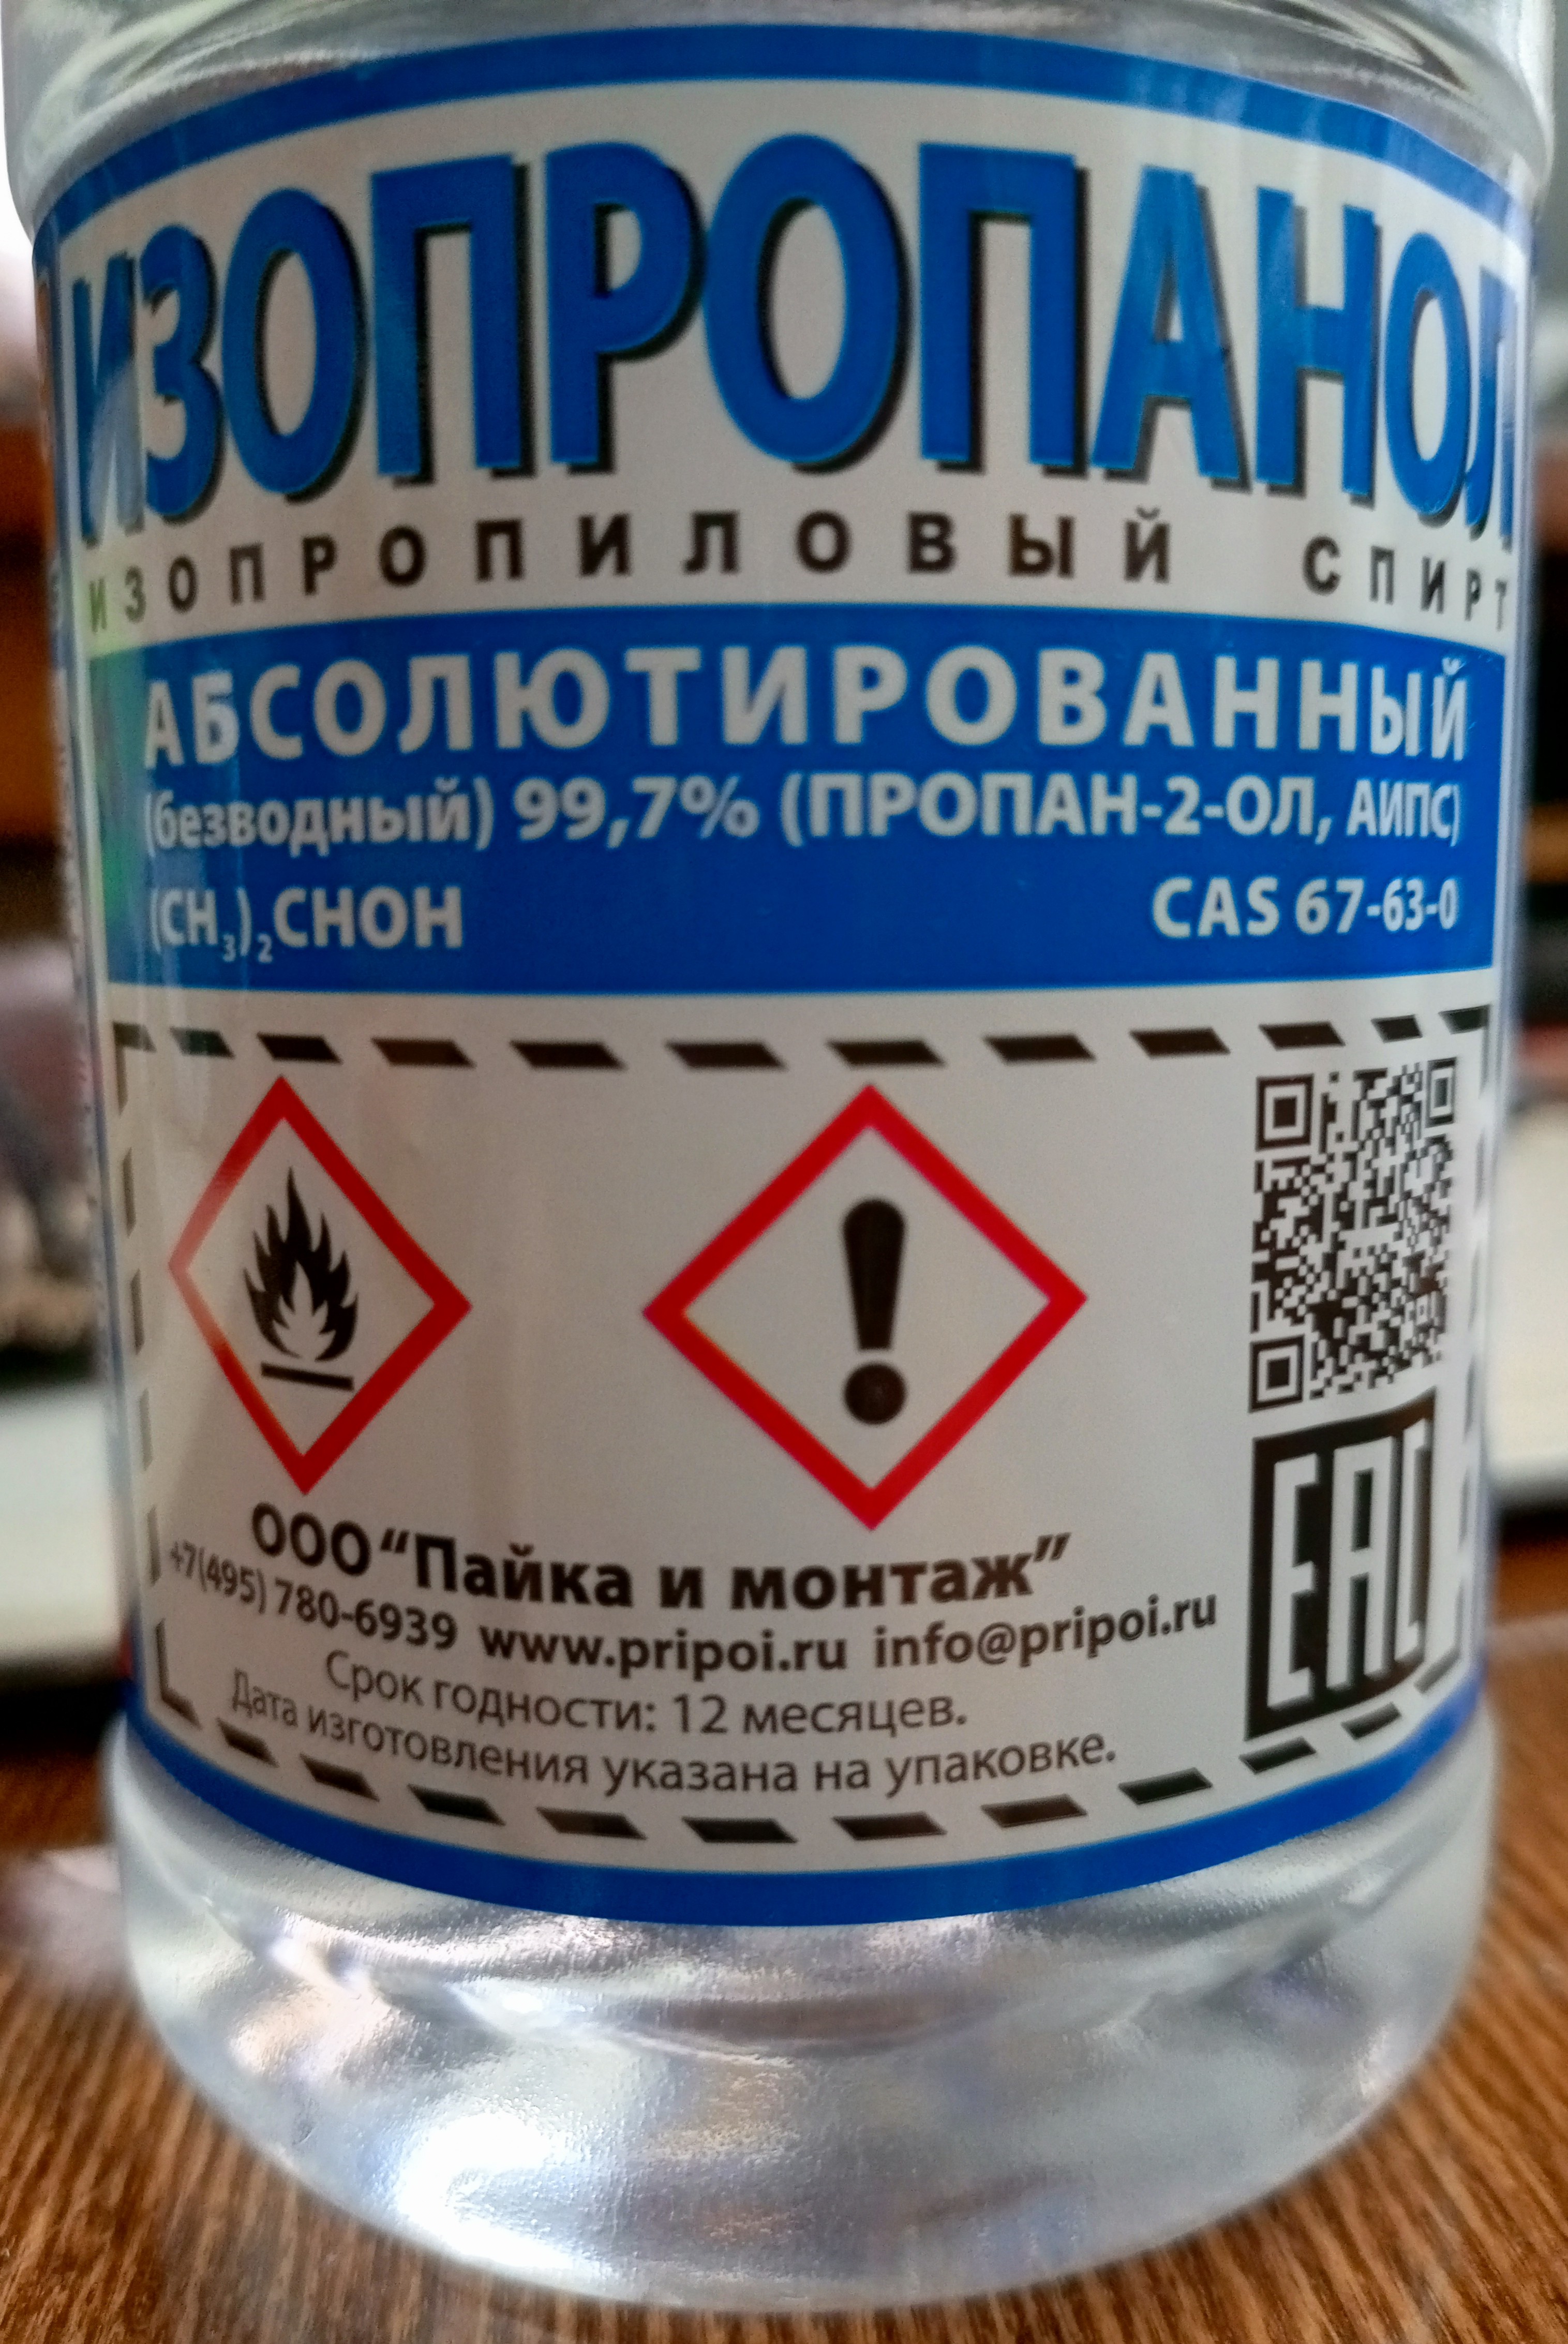 ИЗОПРОПАНОЛ
ИЗОПРОПИЛОВЫЙ СПИРТ
АБСОЛЮТИРОВАННЫЙ
(безводный) 99,7% (ПРОПАН-2-ОЛ, АИПС)
(CH₃)₂CHOH
CAS 67-63-0
ООО “Пайка и монтаж”
+7(495) 780-6939 www.pripoi.ru info@pripoi.ru
Срок годности: 12 месяцев.
Дата изготовления указана на упаковке.
EAC